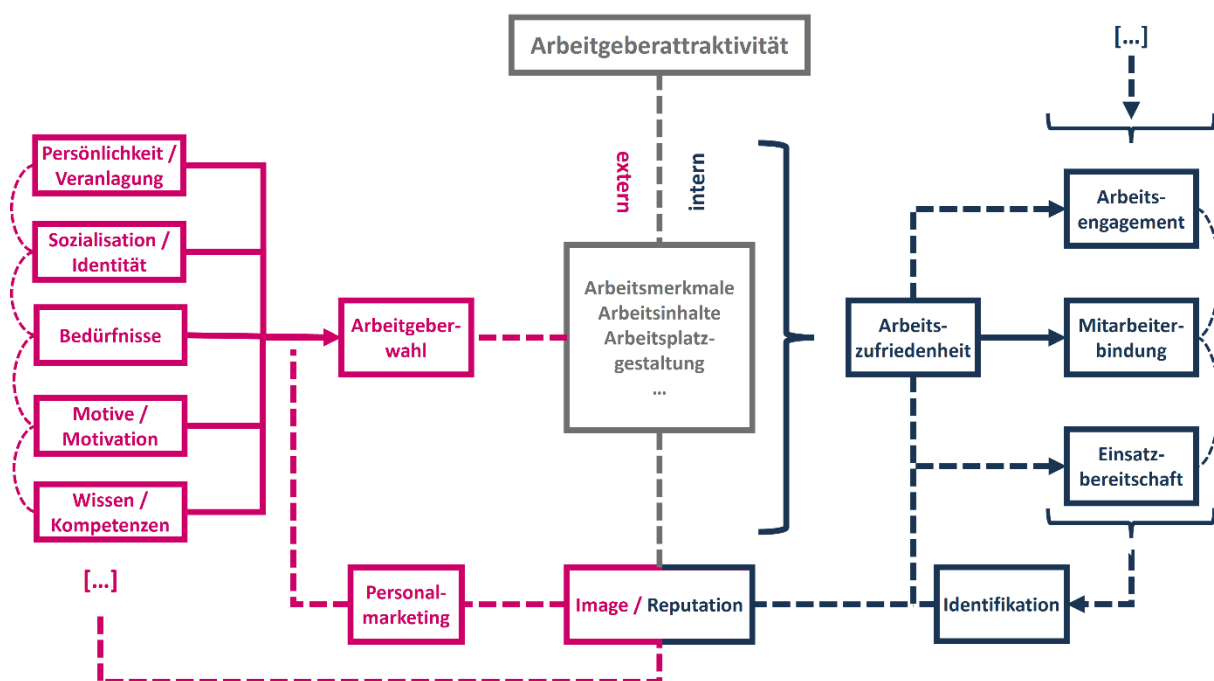 Arbeitgeberattraktivität
extern
intern
Persönlichkeit /
Veranlagung
Sozialisation /
Identität
Bedürfnisse
Motive /
Motivation
Wissen /
Kompetenzen
[...]
Arbeitgeber-
wahl
Personal-
marketing
Arbeitsmerkmale
Arbeitsinhalte
Arbeitsplatz-
gestaltung
...
Image / Reputation
Arbeits-
zufriedenheit
[...]
Arbeits-
engagement
Mitarbeiter-
bindung
Einsatz-
bereitschaft
Identifikation